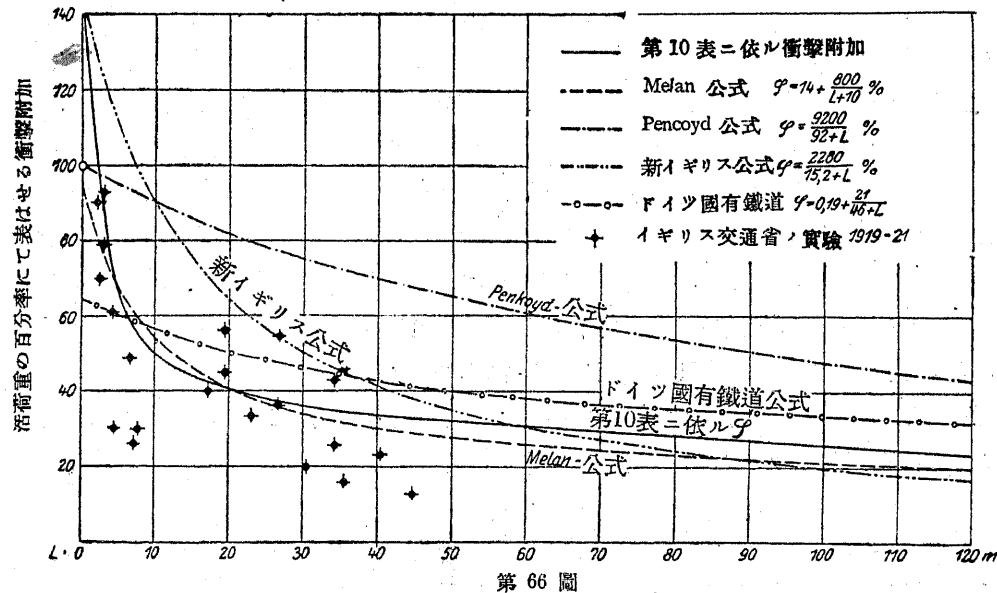 活荷重の百分率にて表はせる衝擊附加
140
120
100
80
60
40
20
第10表ニ依ル衝擊附加
Melan 公式 φ=14+800/L+10 %
Pencoyd 公式 φ=9200/92+L %
新イギリス公式 φ=2280/15,2+L %
ドイツ國有鐵道 φ=0,19+21/46+L
イギリス交通省ノ實驗 1919-21
新イギリス公式
Penkoyd-公式
ドイツ國有鐵道公式
第10表ニ依ルφ
Melan-公式
L・0 10 20 30 40 50 60 70 80 90 100 110 120 m
第 66 圖